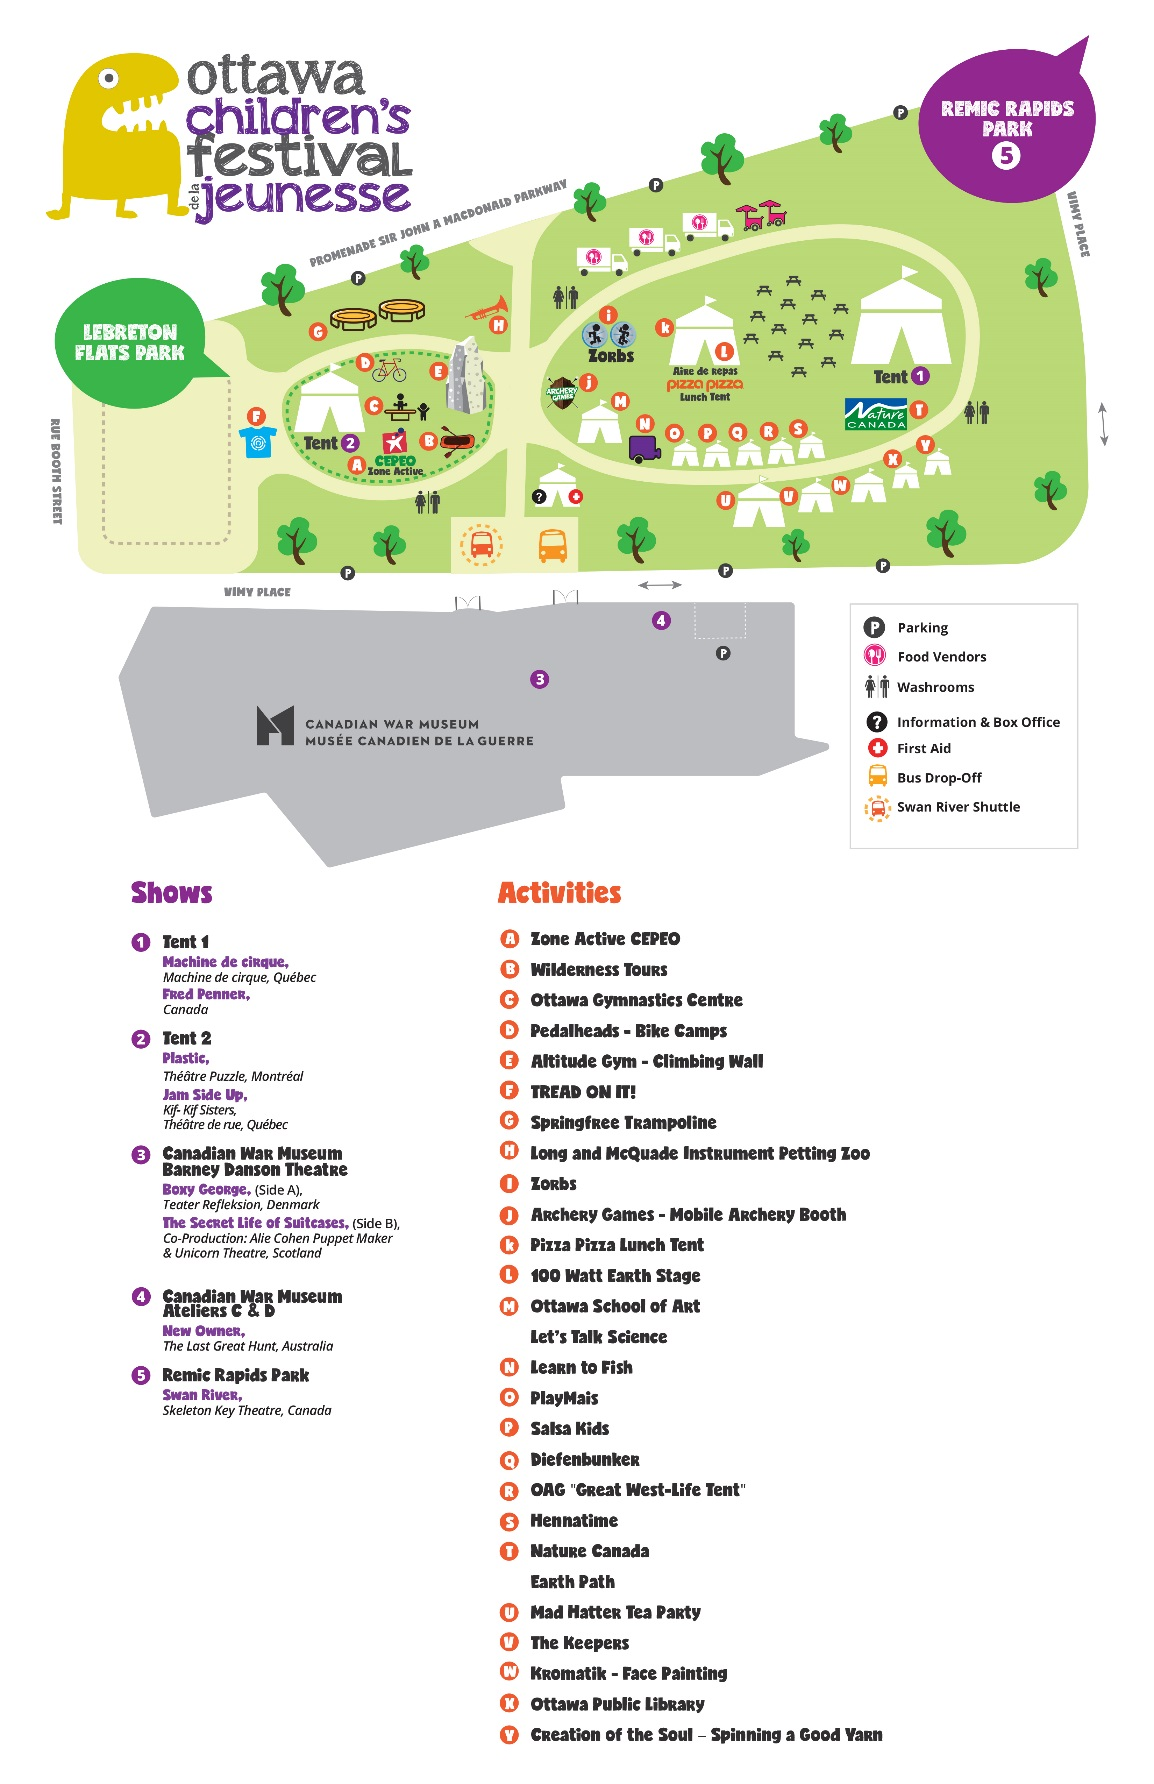 ottawa
children's
festival
de la
jeunesse
REMIC RAPIDS
PARK
5
P
PROMENADE SIR JOHN A MACDONALD PARKWAY
P
VIMY PLACE
P
LEBRETON
FLATS PARK
G
H
i
Zorbs
k
L
Aire de repas
pizza pizza
Lunch Tent
Tent 1
D
E
C
F
Tent 2
B
A
CEPEO
Zone Active
ARCHERY
GAMES
j
M
N
O
P
Q
R
S
Nature
CANADA
T
Y
X
W
V
U
?
RUE BOOTH STREET
P
P
P
VIMY PLACE
4
P
3
CANADIAN WAR MUSEUM
MUSÉE CANADIEN DE LA GUERRE
P Parking
Food Vendors
Washrooms
? Information & Box Office
First Aid
Bus Drop-Off
Swan River Shuttle
Shows
1 Tent 1
Machine de cirque,
Machine de cirque, Québec
Fred Penner,
Canada
2 Tent 2
Plastic,
Théâtre Puzzle, Montréal
Jam Side Up,
Kif- Kif Sisters,
Théâtre de rue, Québec
3 Canadian War Museum
Barney Danson Theatre
Boxy George, (Side A),
Teater Refleksion, Denmark
The Secret Life of Suitcases, (Side B),
Co-Production: Alie Cohen Puppet Maker
& Unicorn Theatre, Scotland
4 Canadian War Museum
Ateliers C & D
New Owner,
The Last Great Hunt, Australia
5 Remic Rapids Park
Swan River,
Skeleton Key Theatre, Canada
Activities
A Zone Active CEPEO
B Wilderness Tours
C Ottawa Gymnastics Centre
D Pedalheads - Bike Camps
E Altitude Gym - Climbing Wall
F TREAD ON IT!
G Springfree Trampoline
H Long and McQuade Instrument Petting Zoo
I Zorbs
J Archery Games - Mobile Archery Booth
k Pizza Pizza Lunch Tent
L 100 Watt Earth Stage
M Ottawa School of Art
Let's Talk Science
N Learn to Fish
O PlayMais
P Salsa Kids
Q Diefenbunker
R OAG "Great West-Life Tent"
S Hennatime
T Nature Canada
Earth Path
U Mad Hatter Tea Party
V The Keepers
W Kromatik - Face Painting
X Ottawa Public Library
Y Creation of the Soul – Spinning a Good Yarn